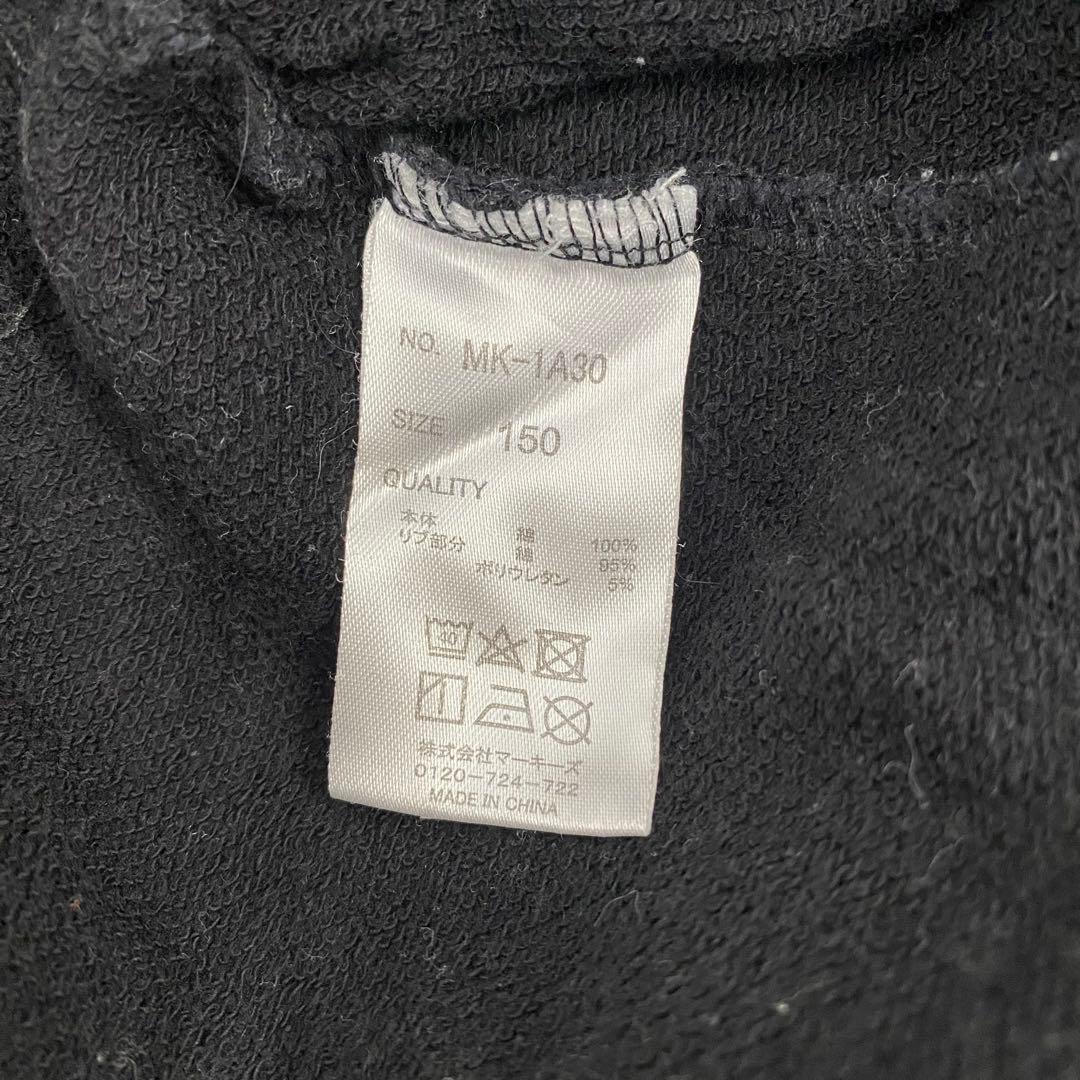 NO. MK-1A30
SIZE 150
QUALITY
本体 綿 100%
リブ部分 綿 95%
ポリウレタン 5%
株式会社マーキーズ
0120-724-722
MADE IN CHINA